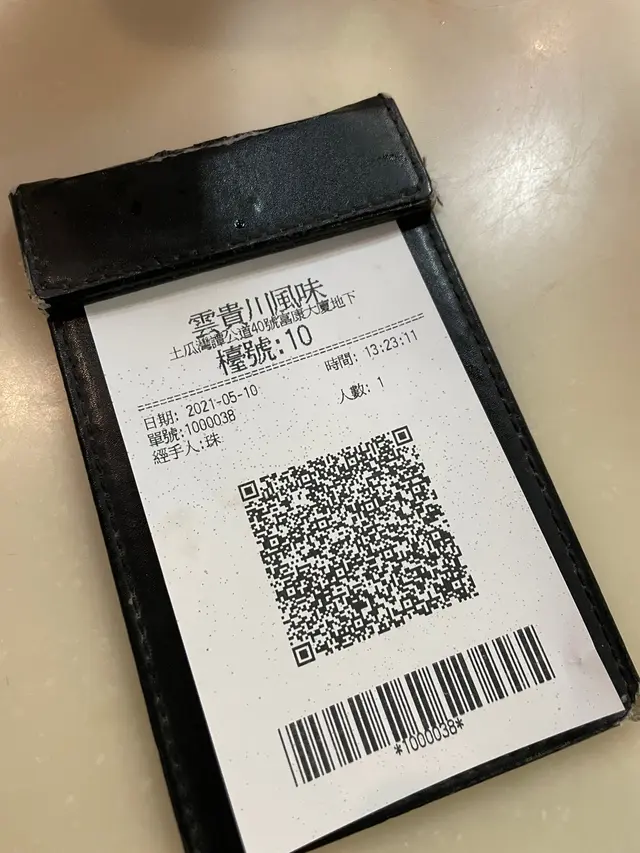 雲貴川風味
土瓜灣譚公道40號富康大廈地下
檯號:10
日期: 2021-05-10
時間: 13:23:11
單號:1000038
人數: 1
經手人:珠
*1000038*